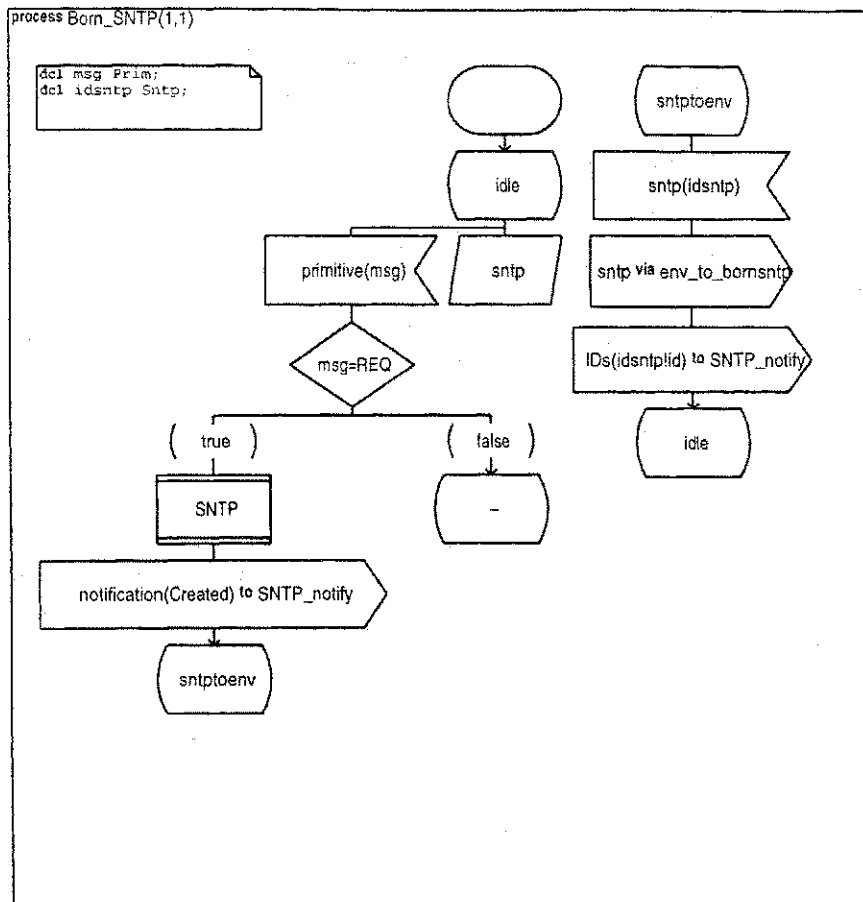 process Born_SNTP(1,1)
dcl msg Prim;
dcl idsntp Sntp;
idle
primitive(msg)
sntp
msg=REQ
( true )
( false )
SNTP
–
notification(Created) to SNTP_notify
sntptoenv
sntptoenv
sntp(idsntp)
sntp via env_to_bornsntp
IDs(idsntp!id) to SNTP_notify
idle